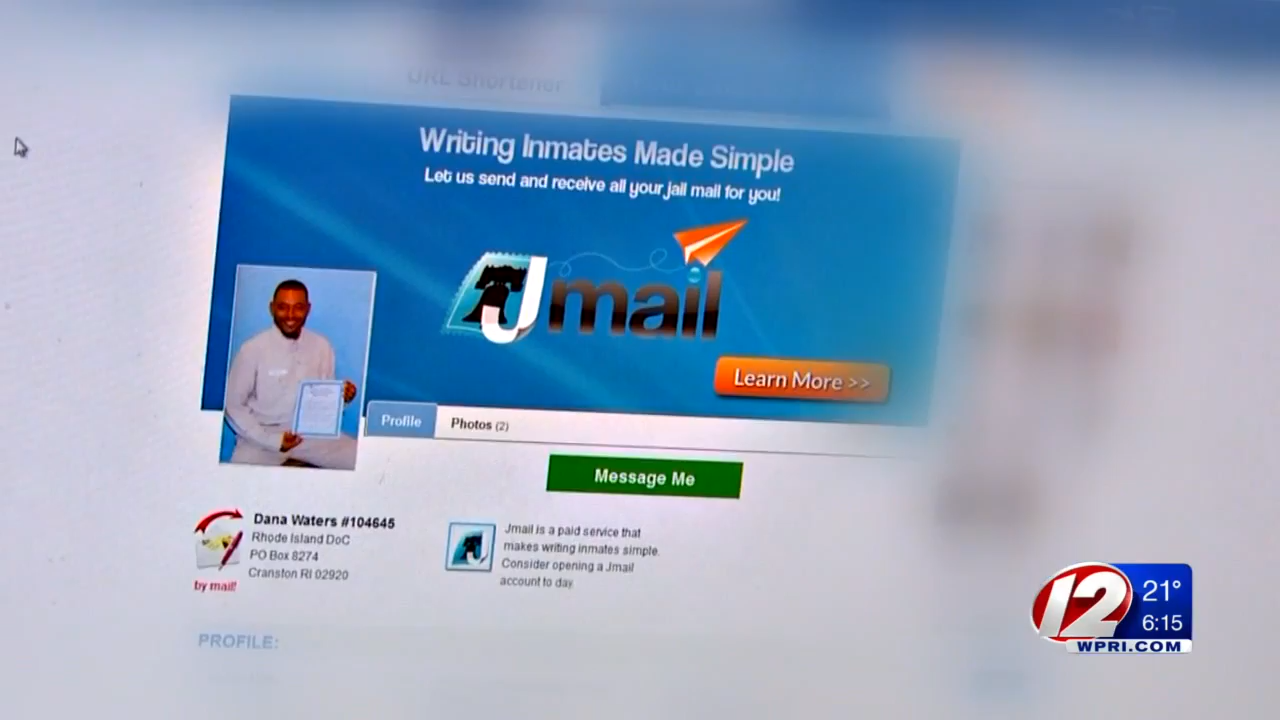 URL Shortener
Writing Inmates Made Simple
Let us send and receive all your jail mail for you!
Jmail
Learn More >>
Profile
Photos (2)
Message Me
Dana Waters #104645
Rhode Island DoC
PO Box 8274
Cranston RI 02920
by mail!
Jmail is a paid service that
makes writing inmates simple.
Consider opening a Jmail
account to day
PROFILE:
12
21°
6:15
WPRI.COM